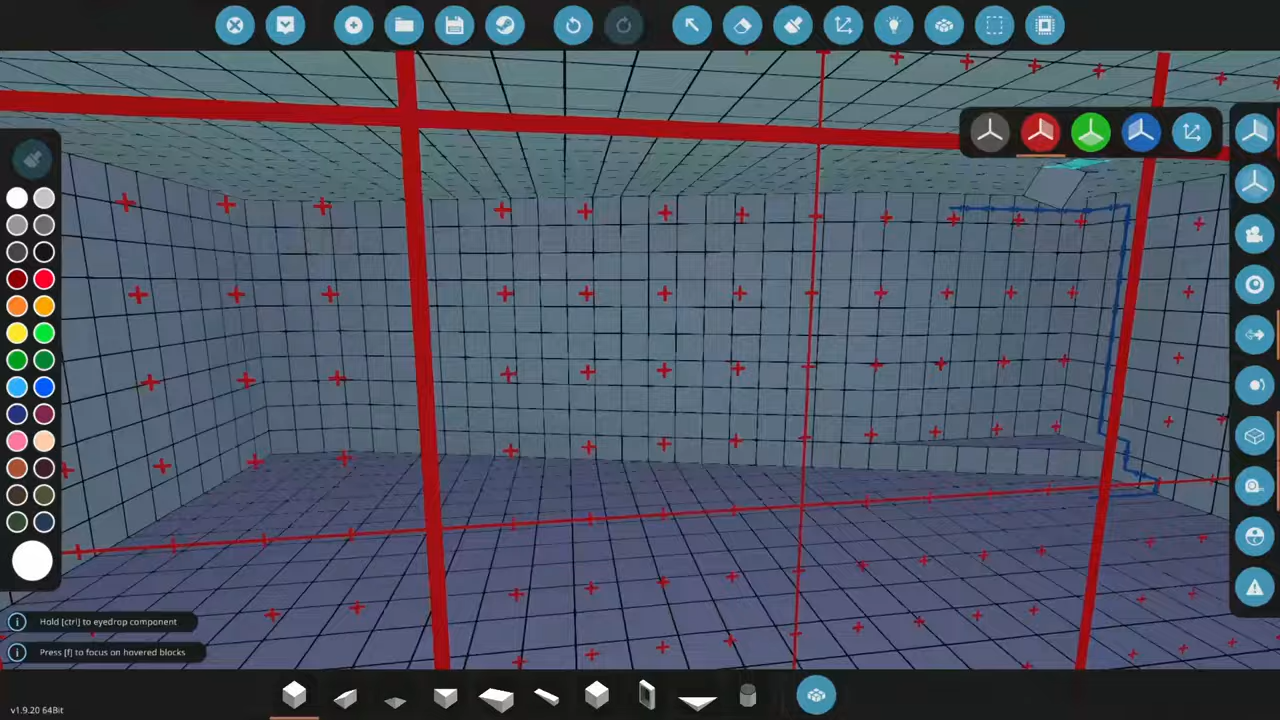 Hold [ctrl] to eyedrop component
Press [f] to focus on hovered blocks
v1.9.20 64Bit